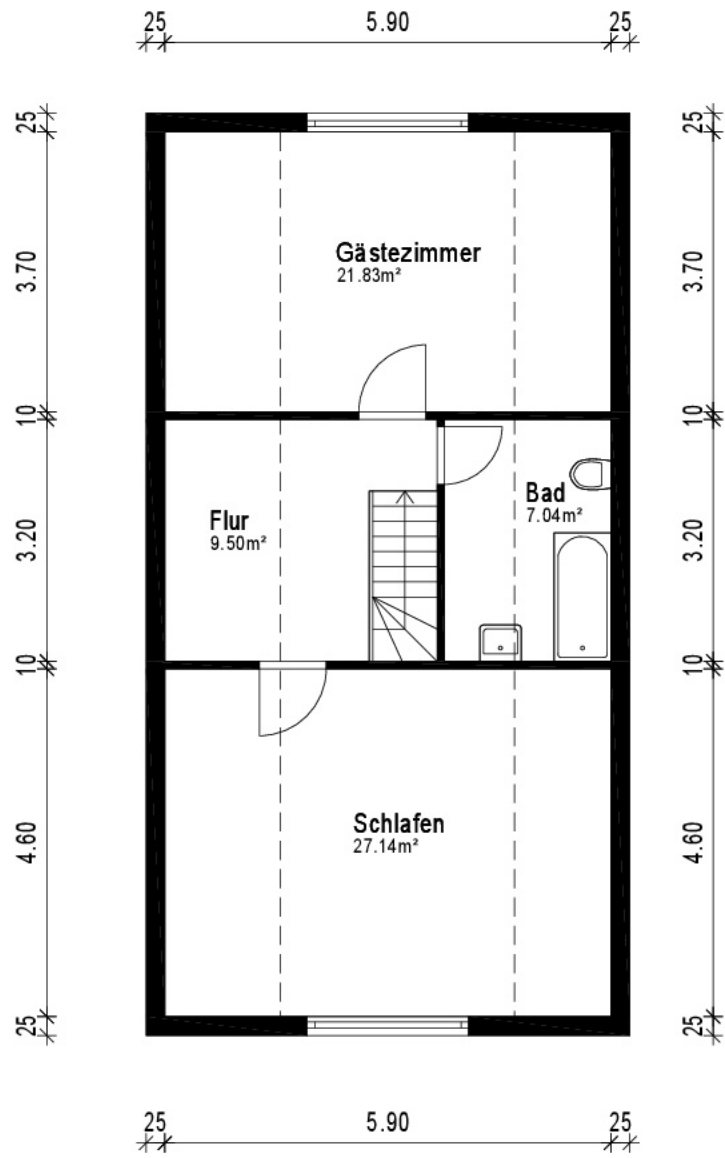 25 5.90 25
25 25
3.70 3.70
Gästezimmer
21.83m²
10 10
Bad
7.04m²
Flur
9.50m²
3.20 3.20
10 10
Schlafen
27.14m²
4.60 4.60
25 25
25 5.90 25